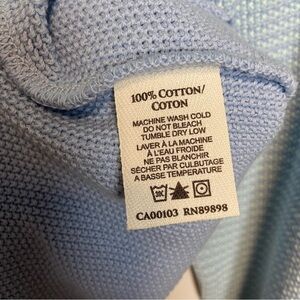 100% COTTON/
COTON
MACHINE WASH COLD
DO NOT BLEACH
TUMBLE DRY LOW
LAVER À LA MACHINE
À L'EAU FROIDE
NE PAS BLANCHIR
SÉCHER PAR CULBUTAGE
A BASSE TEMPERATURE
CA00103 RN89898